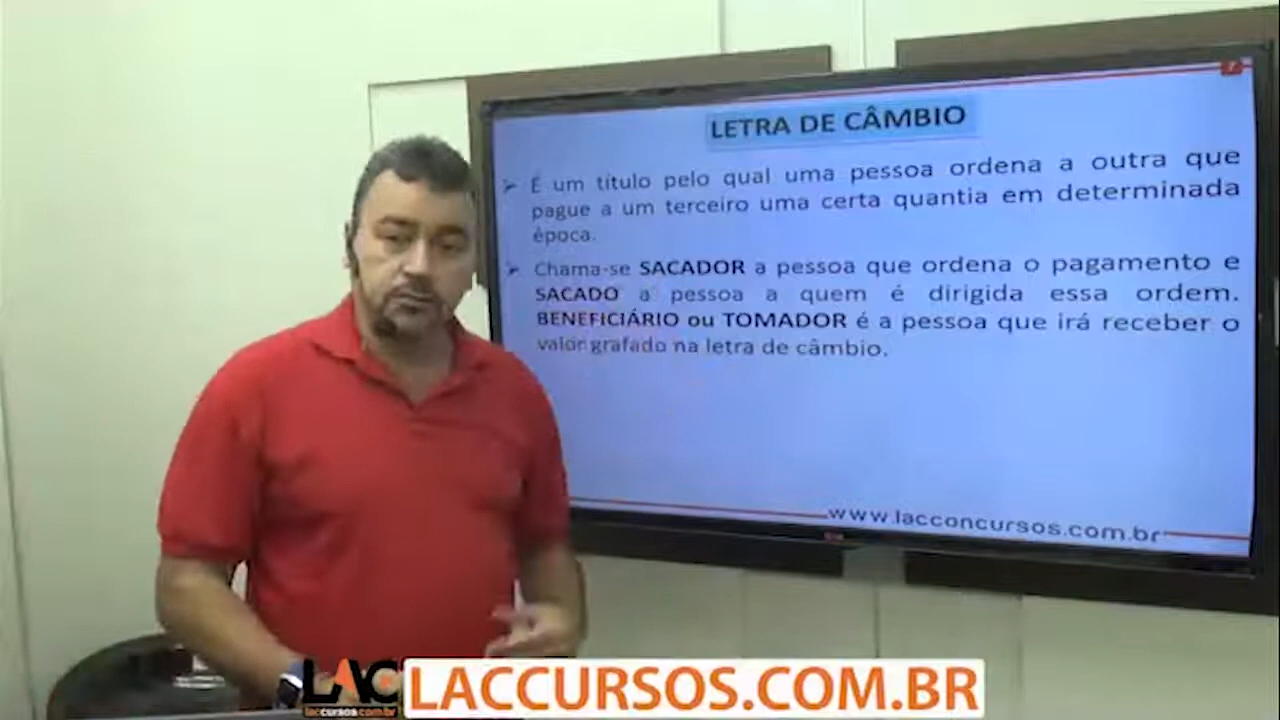 7
LETRA DE CÂMBIO
➢ É um título pelo qual uma pessoa ordena a outra que
pague a um terceiro uma certa quantia em determinada
época.
➢ Chama-se SACADOR a pessoa que ordena o pagamento e
SACADO a pessoa a quem é dirigida essa ordem.
BENEFICIÁRIO ou TOMADOR é a pessoa que irá receber o
valor grafado na letra de câmbio.
www.lacconcursos.com.br
LAC
laccursos.com.br
LACCURSOS.COM.BR